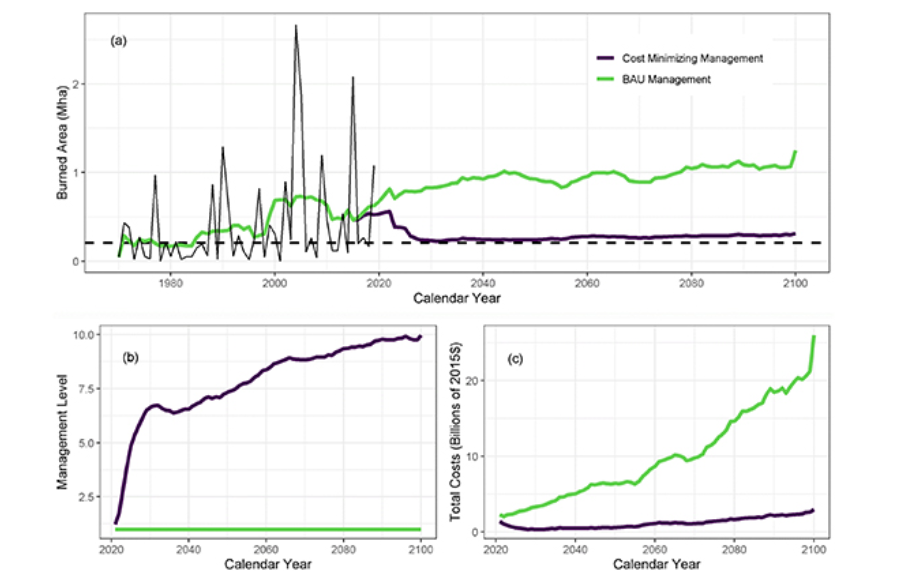 (a)
Cost Minimizing Management
BAU Management
Burned Area (Mha)
2
1
0
1980 2000 2020 2040 2060 2080 2100
Calendar Year
(b)
Management Level
10.0
7.5
5.0
2.5
2020 2040 2060 2080 2100
Calendar Year
(c)
Total Costs (Billions of 2015$)
20
10
0
2020 2040 2060 2080 2100
Calendar Year